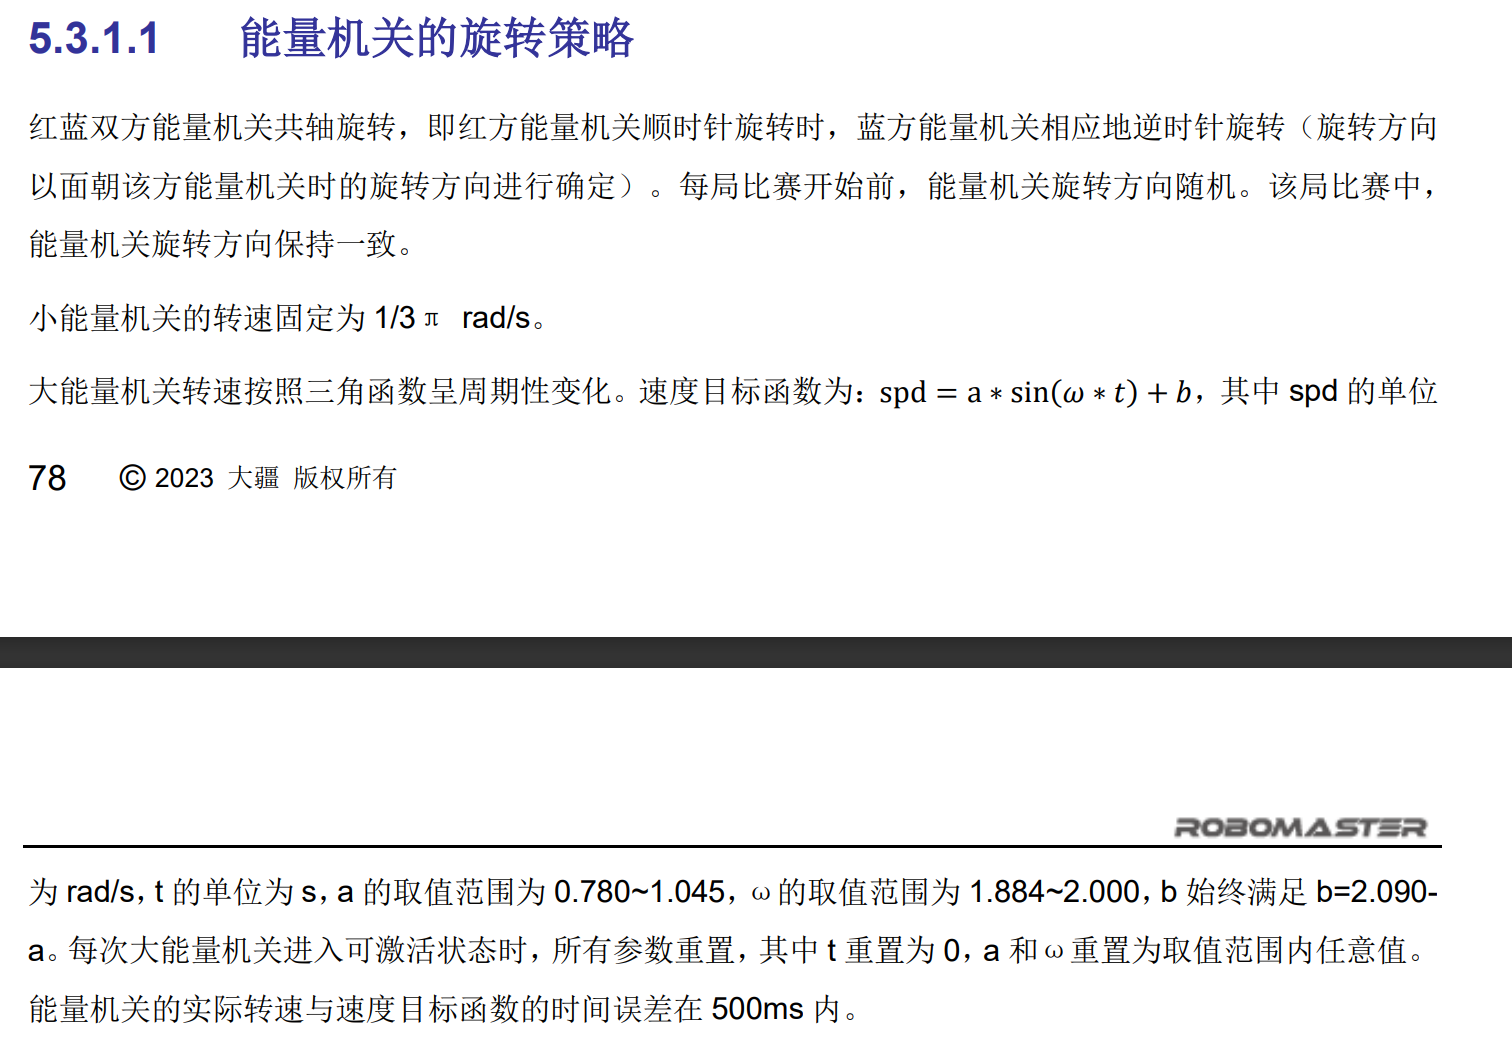 5.3.1.1 能量机关的旋转策略
红蓝双方能量机关共轴旋转，即红方能量机关顺时针旋转时，蓝方能量机关相应地逆时针旋转（旋转方向
以面朝该方能量机关时的旋转方向进行确定）。每局比赛开始前，能量机关旋转方向随机。该局比赛中，
能量机关旋转方向保持一致。
小能量机关的转速固定为 1/3 π rad/s。
大能量机关转速按照三角函数呈周期性变化。速度目标函数为：spd = a ∗ sin(ω ∗ t) + b，其中 spd 的单位
78 © 2023 大疆 版权所有
ROBOMASTER
为 rad/s，t 的单位为 s，a 的取值范围为 0.780~1.045，ω 的取值范围为 1.884~2.000，b 始终满足 b=2.090-
a。每次大能量机关进入可激活状态时，所有参数重置，其中 t 重置为 0，a 和 ω 重置为取值范围内任意值。
能量机关的实际转速与速度目标函数的时间误差在 500ms 内。